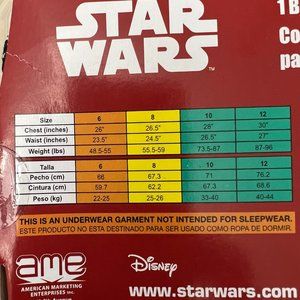 STAR
WARS
TM
1 B
Co
pa
Size 6 8 10 12
Chest (inches) 26" 26.5" 28" 30"
Waist (inches) 23.5" 24.5" 26.5" 27"
Weight (lbs) 48.5-55 55.5-59 73.5-87 87-96
Talla 6 8 10 12
Pecho (cm) 66 67.3 71 76.2
Cintura (cm) 59.7 62.2 67.3 68.6
Peso (kg) 22-25 25-26 33-40 40-44
THIS IS AN UNDERWEAR GARMENT NOT INTENDED FOR SLEEPWEAR.
ESTE PRODUCTO NO ESTA DESTINADO PARA SER USADO COMO ROPA DE DORMIR.
ame
AMERICAN MARKETING
ENTERPRISES INC.
Disney
www.starwars.com